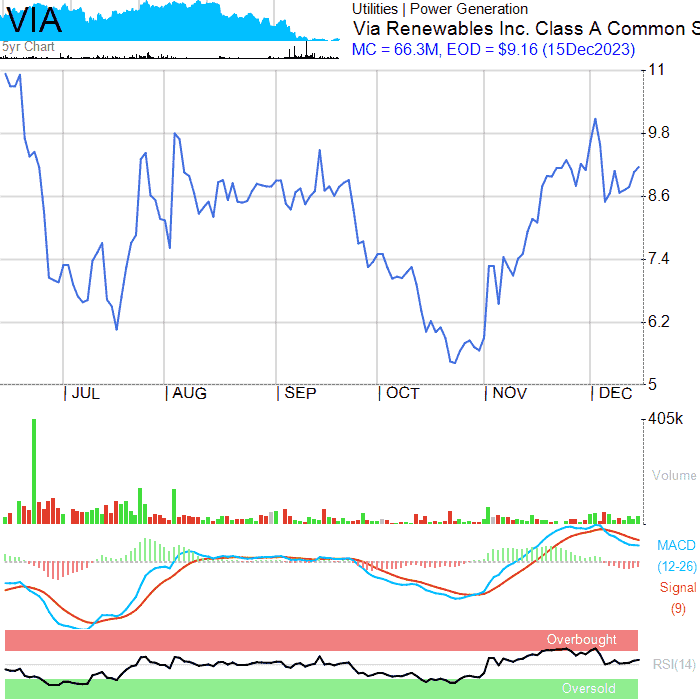 VIA
5yr Chart
Utilities | Power Generation
Via Renewables Inc. Class A Common S
MC = 66.3M, EOD = $9.16 (15Dec2023)
11
9.8
8.6
7.4
6.2
5
| JUL | AUG | SEP | OCT | NOV | DEC
405k
Volume
MACD
(12-26)
Signal
(9)
Overbought
RSI(14)
Oversold